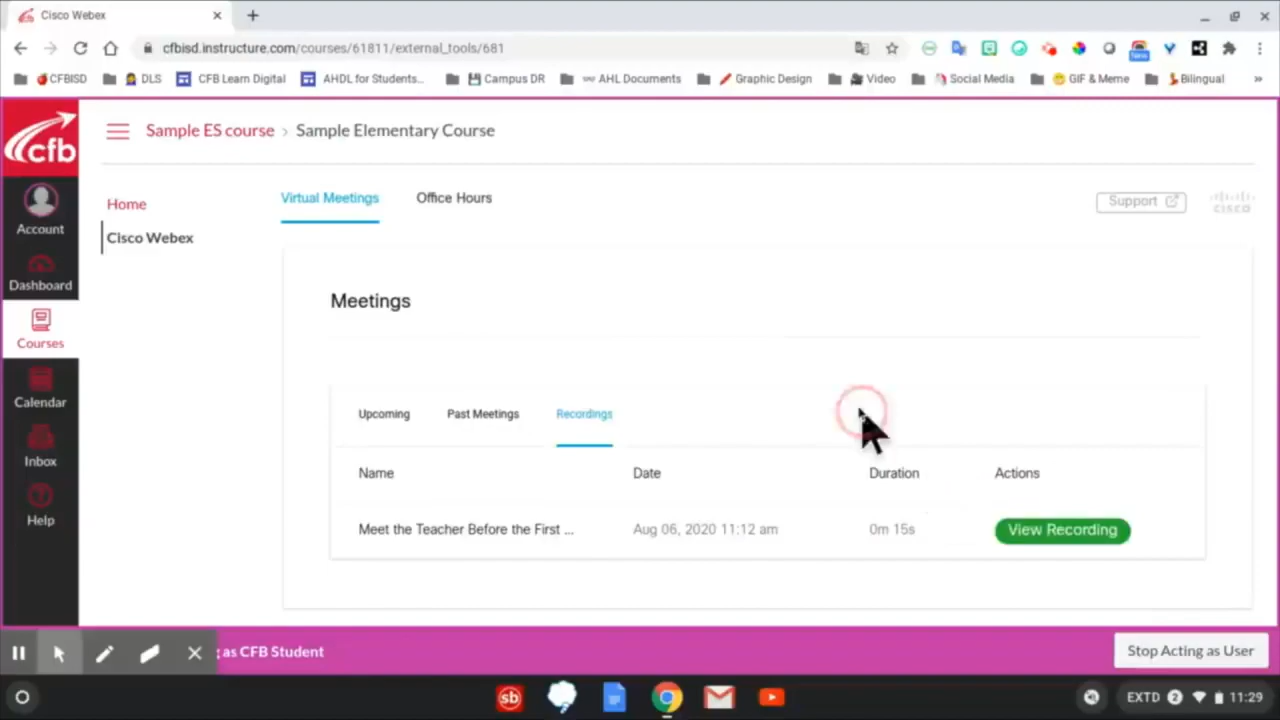 Cisco Webex
cfbisd.instructure.com/courses/61811/external_tools/681
CFBISD
DLS
CFB Learn Digital
AHDL for Students...
Campus DR
AHL Documents
Graphic Design
Video
Social Media
GIF & Meme
Bilingual
»
cfb
Sample ES course › Sample Elementary Course
Account
Dashboard
Courses
Calendar
Inbox
Help
Home
Cisco Webex
Virtual Meetings
Office Hours
Support
cisco
Meetings
Upcoming
Past Meetings
Recordings
Name
Date
Duration
Actions
Meet the Teacher Before the First ...
Aug 06, 2020 11:12 am
0m 15s
View Recording
as CFB Student
Stop Acting as User
sb
EXTD
2
11:29